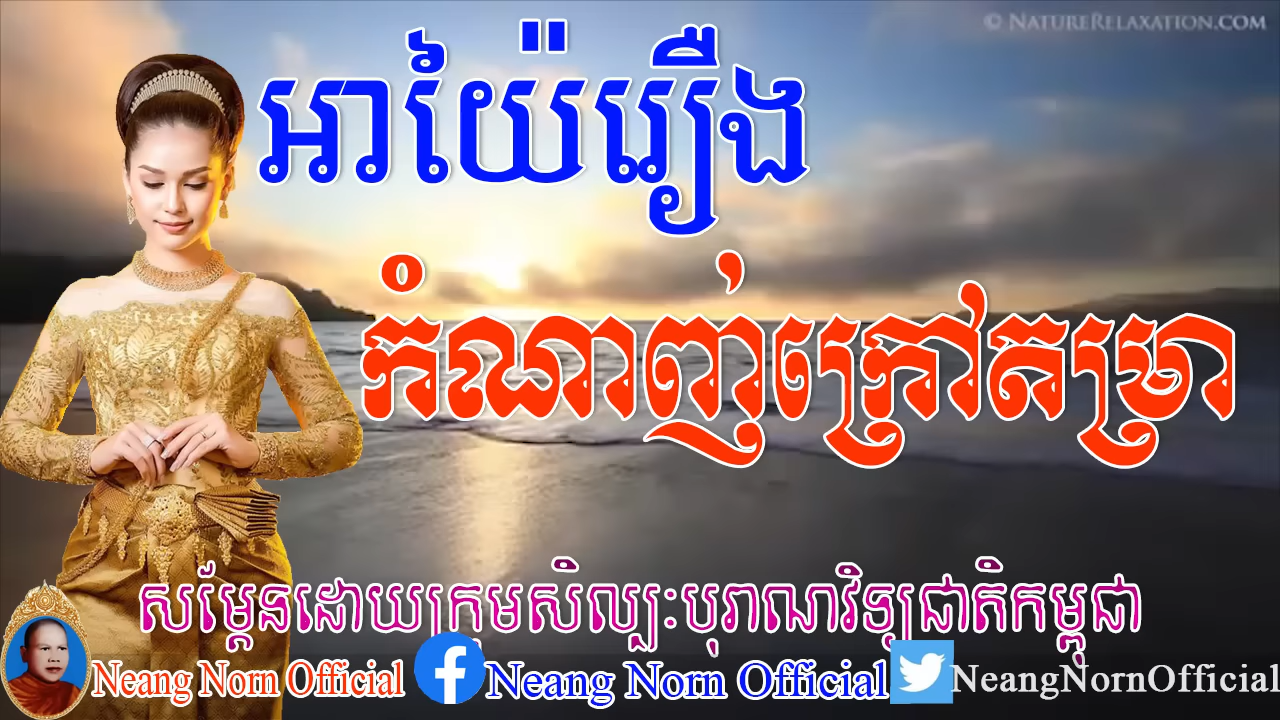 © NATURERELAXATION.COM
អាយ៉ៃរឿង
កំណាញ់ក្រៅតម្រា
សម្ដែងដោយក្រុមសិល្បៈបុរាណវិទ្យុជាតិកម្ពុជា
Neang Norn Official Neang Norn Official NeangNornOfficial